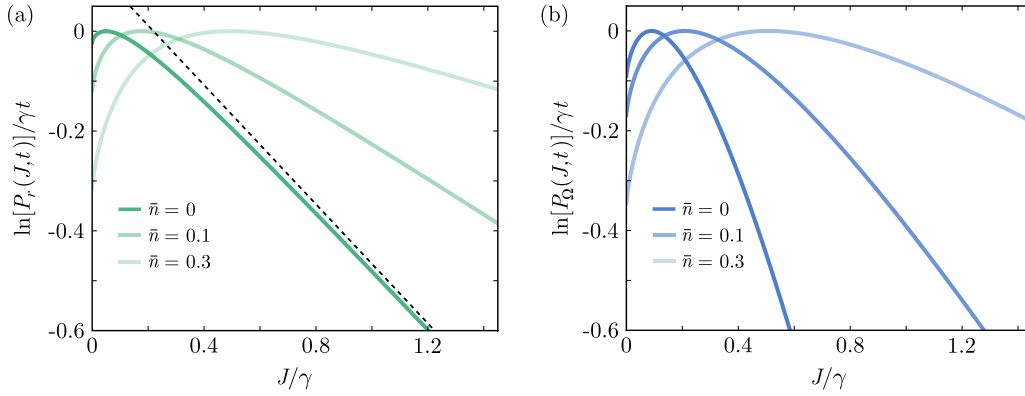 (a)
0
-0.2
-0.4
-0.6
ln[P_r(J,t)]/γt
n̄ = 0
n̄ = 0.1
n̄ = 0.3
0 0.4 0.8 1.2
J/γ
(b)
0
-0.2
-0.4
-0.6
ln[P_Ω(J,t)]/γt
n̄ = 0
n̄ = 0.1
n̄ = 0.3
0 0.4 0.8 1.2
J/γ